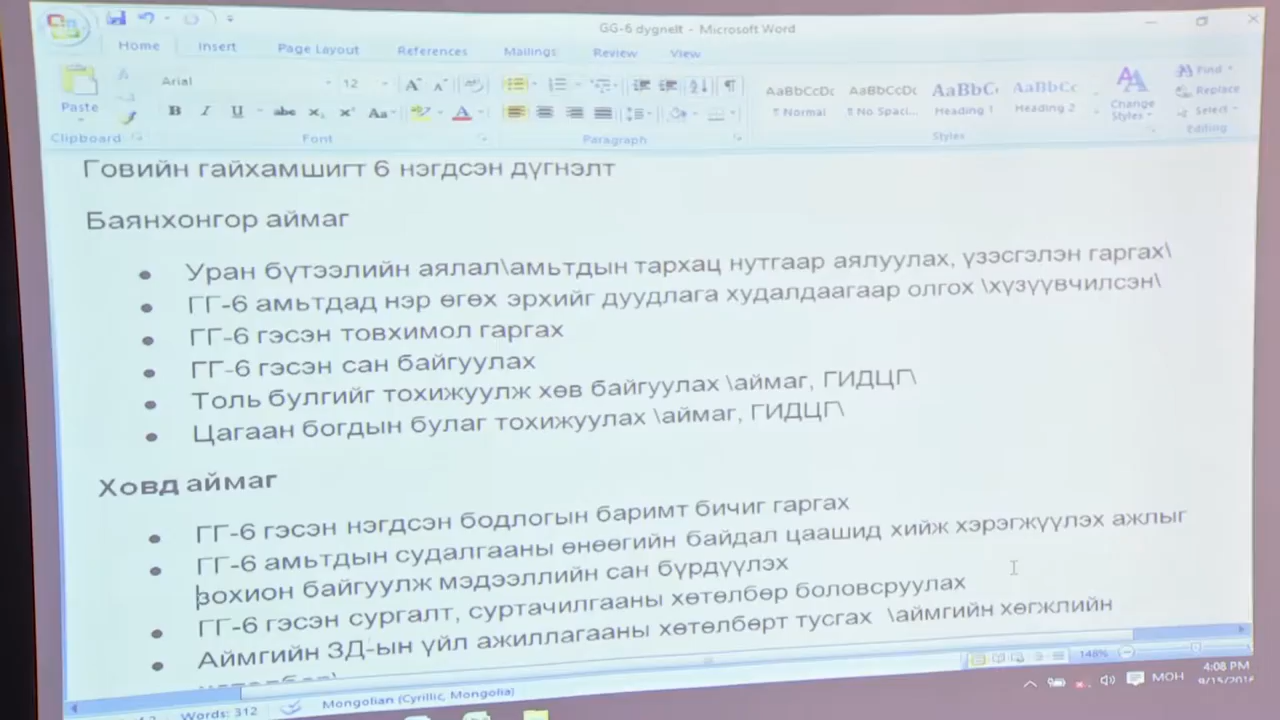 GG-6 dygnelt - Microsoft Word
Home Insert Page Layout References Mailings Review View
Arial 12
Paste
B I U abc x x Aa A
AaBbCcDc AaBbCcDc AaBbC AaBbCc
Normal No Spaci... Heading 1 Heading 2
Change Styles
Find
Replace
Select
Clipboard Font Paragraph Styles Editing
Говийн гайхамшигт 6 нэгдсэн дүгнэлт
Баянхонгор аймаг
Уран бүтээлийн аялал\амьтдын тархац нутгаар аялуулах, үзэсгэлэн гаргах\
ГГ-6 амьтдад нэр өгөх эрхийг дуудлага худалдаагаар олгох \хүзүүвчилсэн\
ГГ-6 гэсэн товхимол гаргах
ГГ-6 гэсэн сан байгуулах
Толь булгийг тохижуулж хөв байгуулах \аймаг, ГИДЦГ\
Цагаан богдын булаг тохижуулах \аймаг, ГИДЦГ\
Ховд аймаг
ГГ-6 гэсэн нэгдсэн бодлогын баримт бичиг гаргах
ГГ-6 амьтдын судалгааны өнөөгийн байдал цаашид хийж хэрэгжүүлэх ажлыг
зохион байгуулж мэдээллийн сан бүрдүүлэх
ГГ-6 гэсэн сургалт, суртачилгааны хөтөлбөр боловсруулах
Аймгийн ЗД-ын үйл ажиллагааны хөтөлбөрт тусгах \аймгийн хөгжлийн
Words: 312 Mongolian (Cyrillic, Mongolia) 148%
МОН 4:08 PM